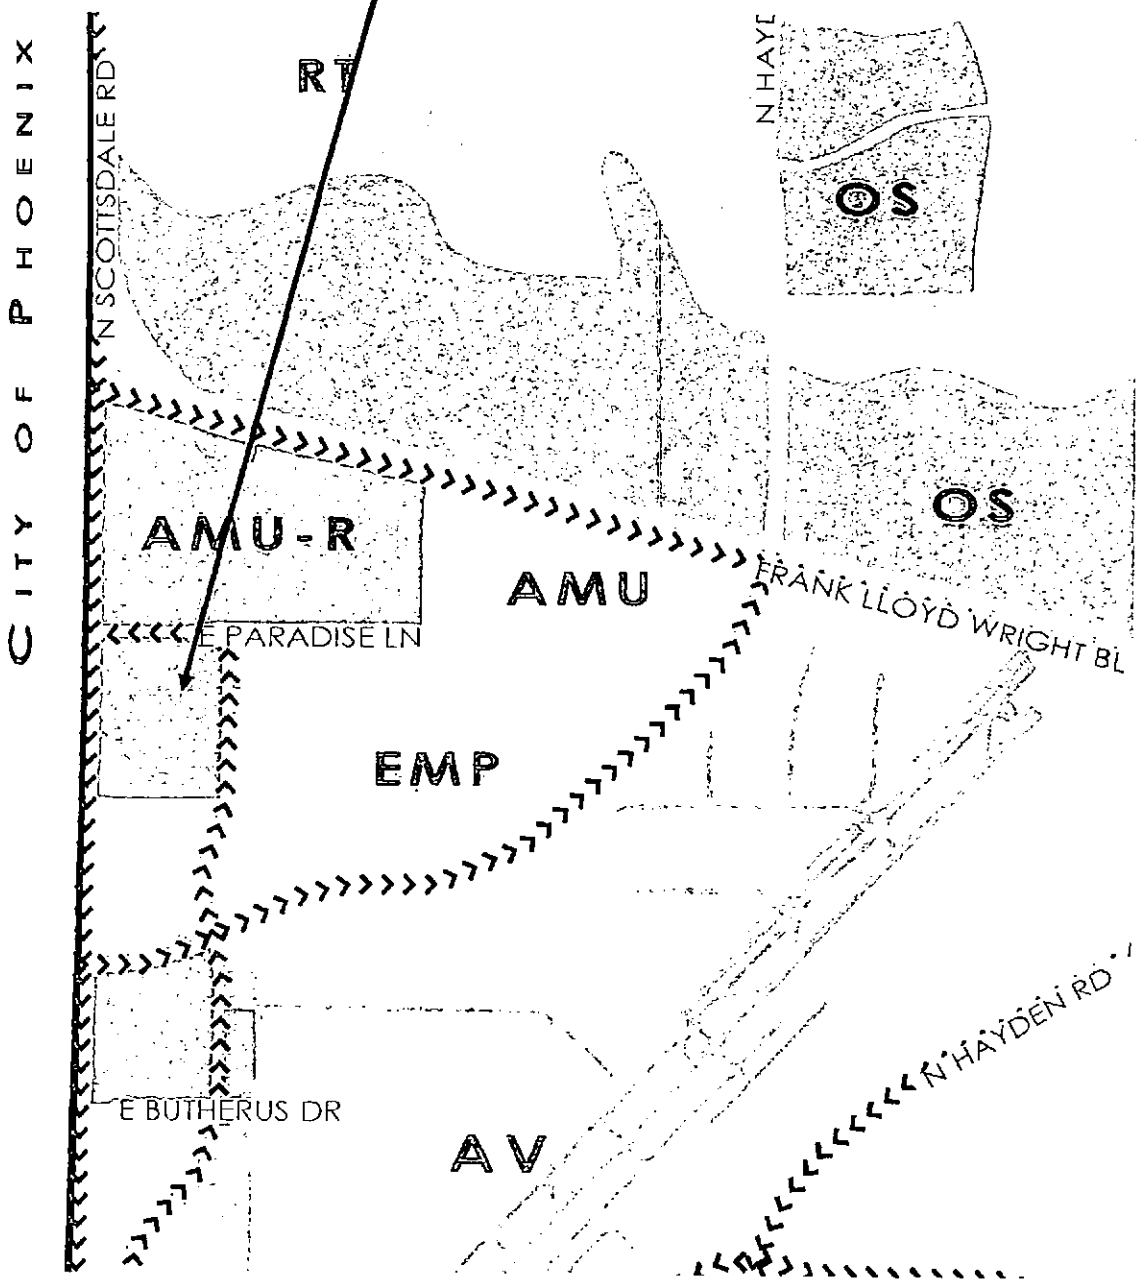 CITY OF PHOENIX
N SCOTTSDALE RD
RT
N HAYD
OS
OS
AMU-R
AMU
FRANK LLOYD WRIGHT BL
E PARADISE LN
EMP
N HAYDEN RD
E BUTHERUS DR
AV